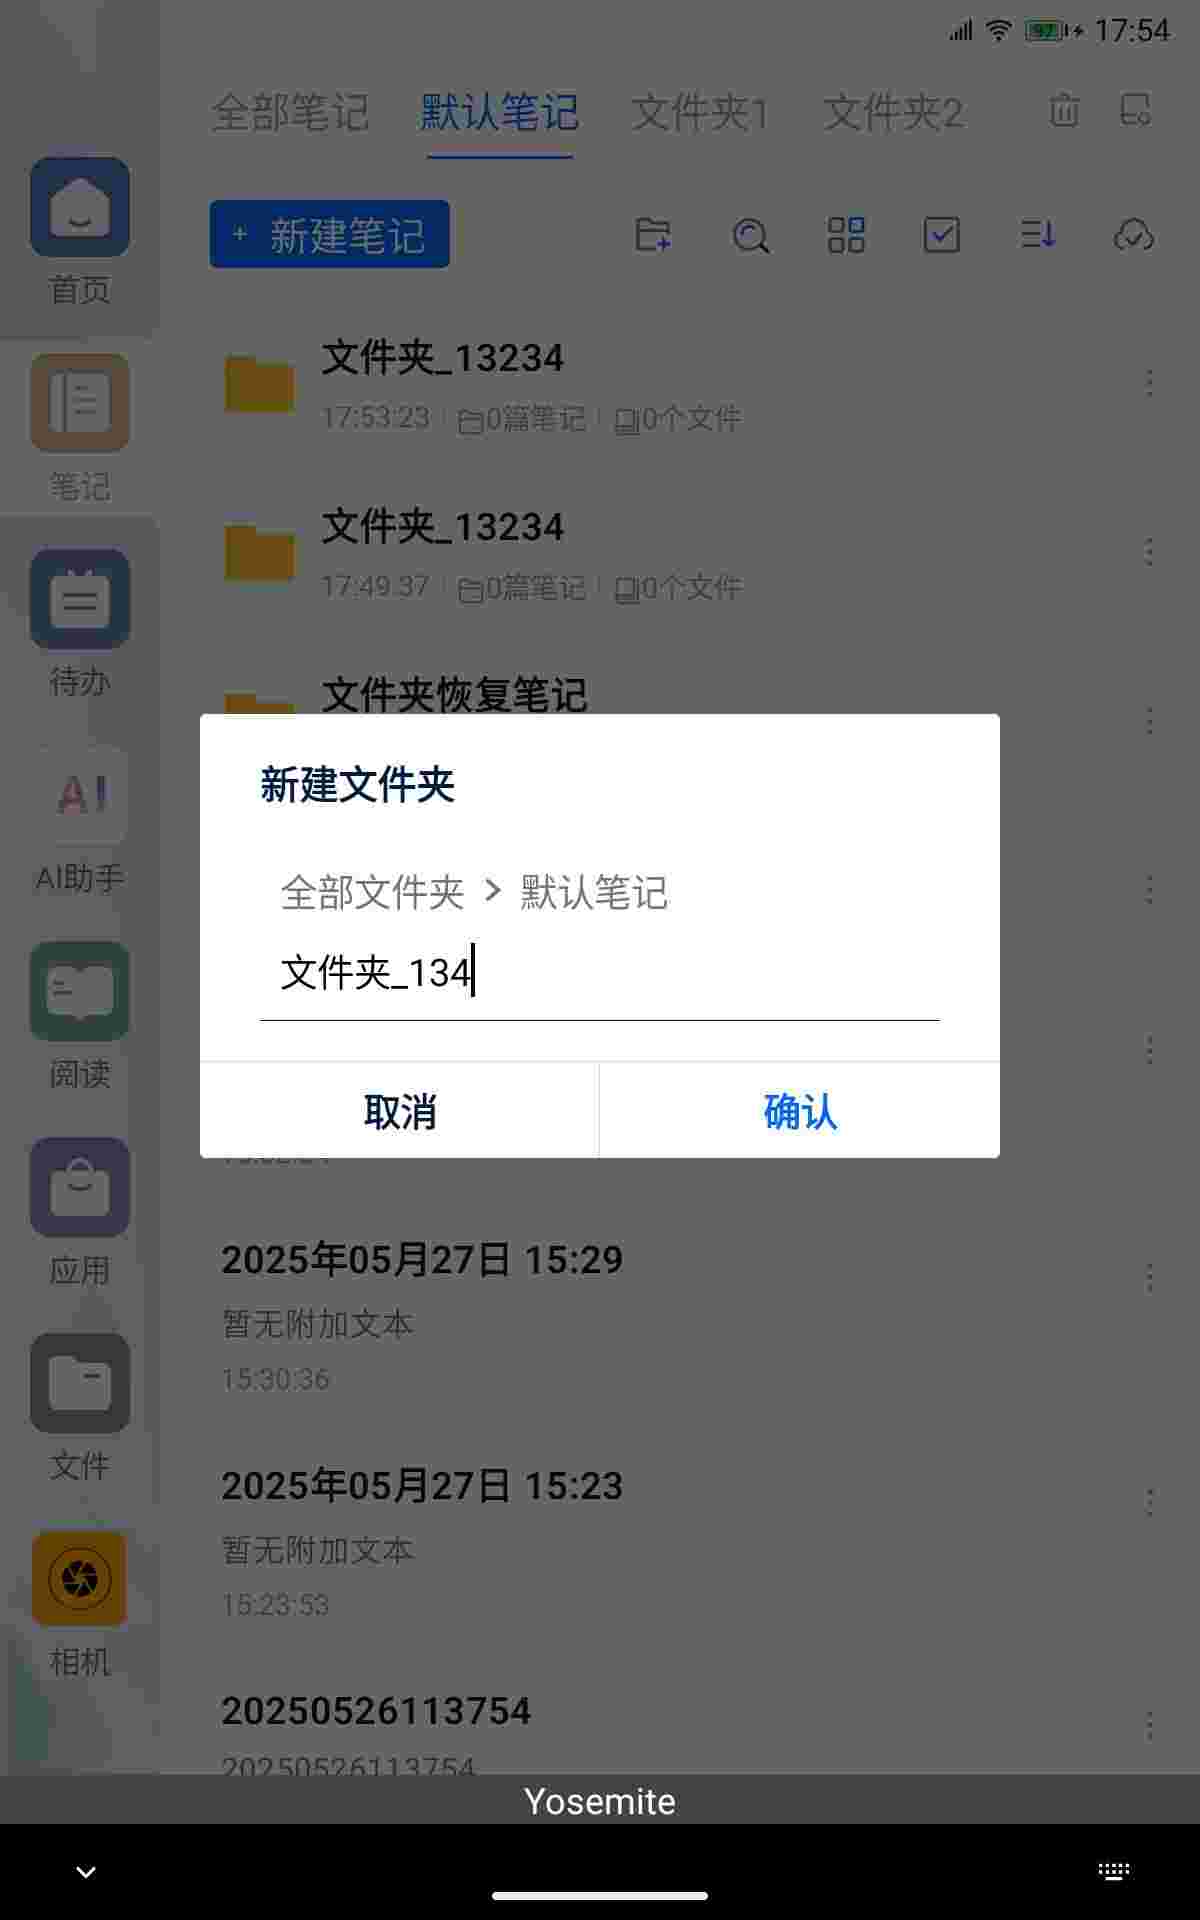 97 17:54
全部笔记 默认笔记 文件夹1 文件夹2
+ 新建笔记
首页
文件夹_13234
17:53:23 0篇笔记 0个文件
笔记
文件夹_13234
17:49:37 0篇笔记 0个文件
待办
文件夹恢复笔记
新建文件夹
AI
AI助手
全部文件夹 > 默认笔记
文件夹_134
阅读
取消 确认
2025年05月27日 15:29
应用
暂无附加文本
15:30:36
文件
2025年05月27日 15:23
暂无附加文本
15:23:53
相机
20250526113754
20250526113754
Yosemite